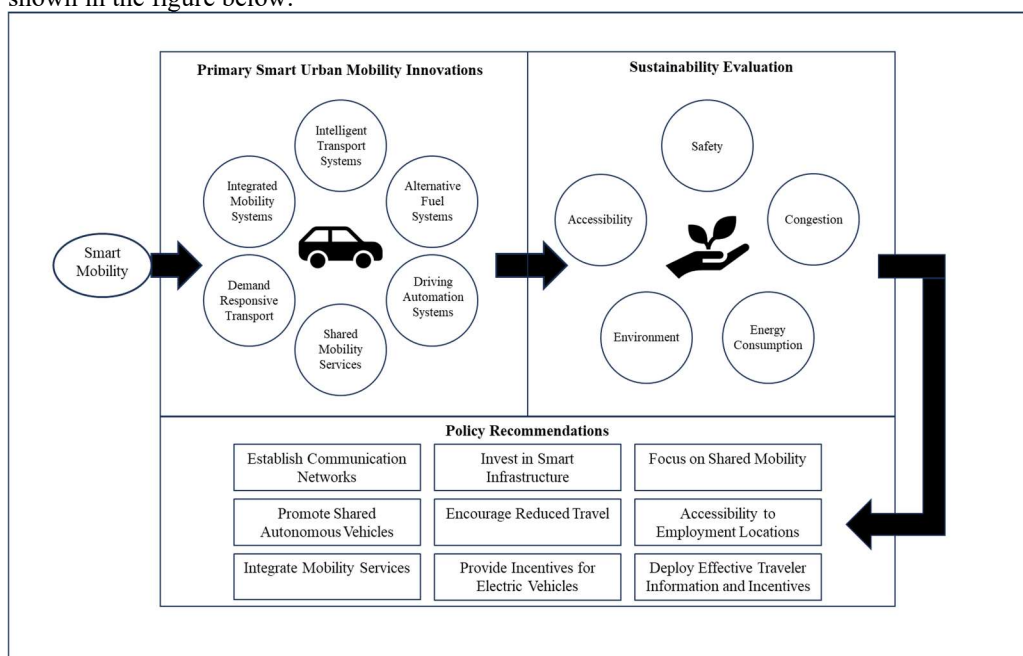 shown in the figure below:
Primary Smart Urban Mobility Innovations
Intelligent
Transport
Systems
Integrated
Mobility
Systems
Alternative
Fuel
Systems
Smart
Mobility
Demand
Responsive
Transport
Driving
Automation
Systems
Shared
Mobility
Services
Sustainability Evaluation
Safety
Accessibility
Congestion
Environment
Energy
Consumption
Policy Recommendations
Establish Communication
Networks
Invest in Smart
Infrastructure
Focus on Shared Mobility
Promote Shared
Autonomous Vehicles
Encourage Reduced Travel
Accessibility to
Employment Locations
Integrate Mobility Services
Provide Incentives for
Electric Vehicles
Deploy Effective Traveler
Information and Incentives